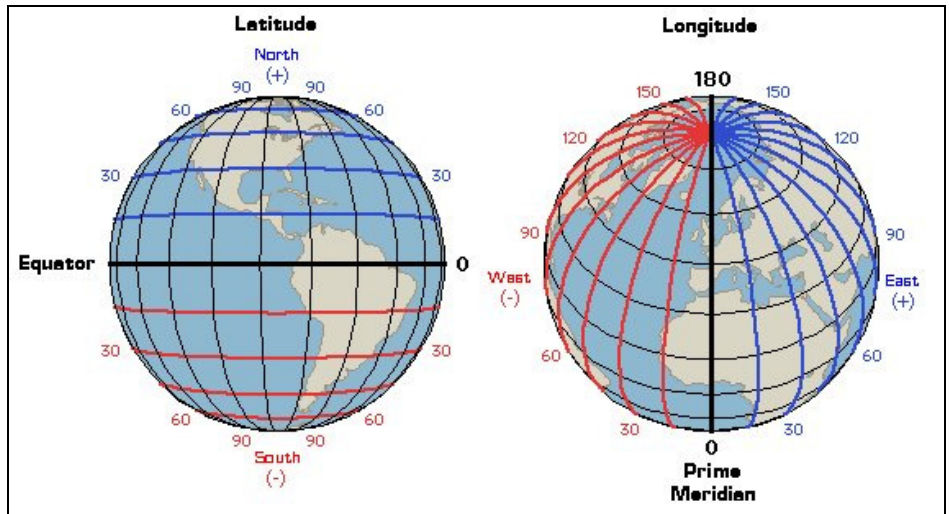 Latitude
North
(+)
90 90
60 60
30 30
Equator 0
30 30
60 60
90 90
South
(-)
Longitude
180
150 150
120 120
90 90
West
(-)
East
(+)
60 60
30 30
0
Prime
Meridian